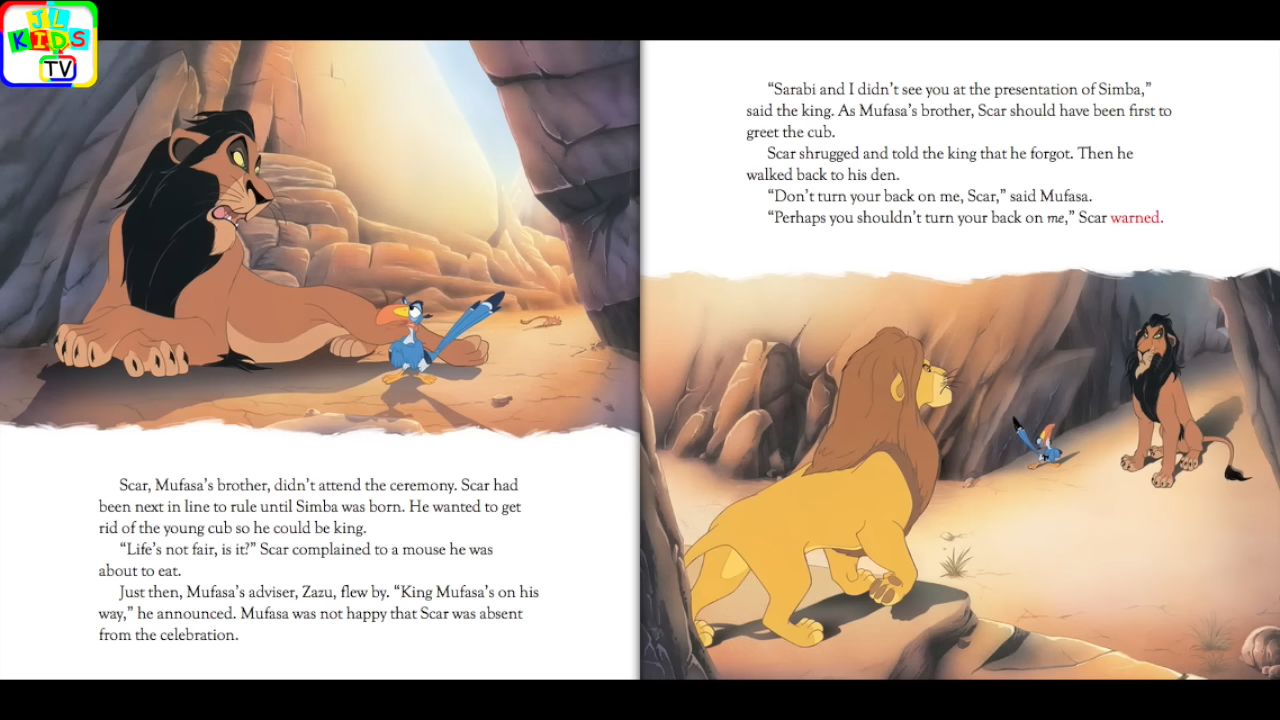 JL
KIDS
TV
Scar, Mufasa’s brother, didn’t attend the ceremony. Scar had
been next in line to rule until Simba was born. He wanted to get
rid of the young cub so he could be king.
“Life’s not fair, is it?” Scar complained to a mouse he was
about to eat.
Just then, Mufasa’s adviser, Zazu, flew by. “King Mufasa’s on his
way,” he announced. Mufasa was not happy that Scar was absent
from the celebration.
“Sarabi and I didn’t see you at the presentation of Simba,”
said the king. As Mufasa’s brother, Scar should have been first to
greet the cub.
Scar shrugged and told the king that he forgot. Then he
walked back to his den.
“Don’t turn your back on me, Scar,” said Mufasa.
“Perhaps you shouldn’t turn your back on me,” Scar warned.